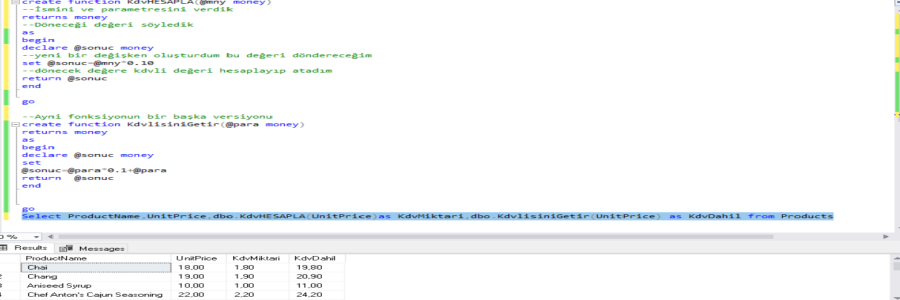 create function KdvHESAPLA(@mny money)
--İsmini ve parametresini verdik
returns money
--Döneceği değeri söyledik
as
begin
declare @sonuc money
--yeni bir değişken oluşturdum bu değeri döndereceğim
set @sonuc=@mny*0.10
--dönecek değere kdvli değeri hesaplayıp atadım
return @sonuc
end
go
--Ayni fonksiyonun bir başka versiyonu
create function KdvlisiniGetir(@para money)
returns money
as
begin
declare @sonuc money
set
@sonuc=@para*0.1+@para
return @sonuc
end
go
Select ProductName,UnitPrice,dbo.KdvHESAPLA(UnitPrice)as KdvMiktari,dbo.KdvlisiniGetir(UnitPrice) as KdvDahil from Products
0 %
Results Messages
ProductName UnitPrice KdvMiktari KdvDahil
Chai 18,00 1,80 19,80
2 Chang 19,00 1,90 20,90
3 Aniseed Syrup 10,00 1,00 11,00
4 Chef Anton's Cajun Seasoning 22,00 2,20 24,20